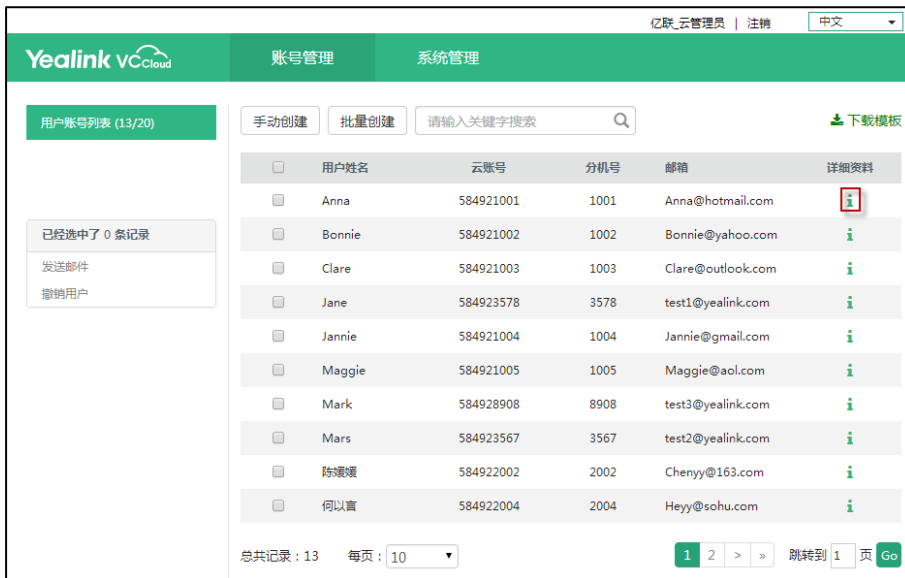 亿联_云管理员 | 注销 中文
Yealink VCCloud 账号管理 系统管理
用户账号列表 (13/20)
手动创建 批量创建 请输入关键字搜索 下载模板
用户姓名 云账号 分机号 邮箱 详细资料
Anna 584921001 1001 Anna@hotmail.com
已经选中了 0 条记录
Bonnie 584921002 1002 Bonnie@yahoo.com
发送邮件
Clare 584921003 1003 Clare@outlook.com
撤销用户
Jane 584923578 3578 test1@yealink.com
Jannie 584921004 1004 Jannie@gmail.com
Maggie 584921005 1005 Maggie@aol.com
Mark 584928908 8908 test3@yealink.com
Mars 584923567 3567 test2@yealink.com
陈媛媛 584922002 2002 Chenyy@163.com
何以言 584922004 2004 Heyy@sohu.com
总共记录：13 每页：10 1 2 > » 跳转到 1 页 Go